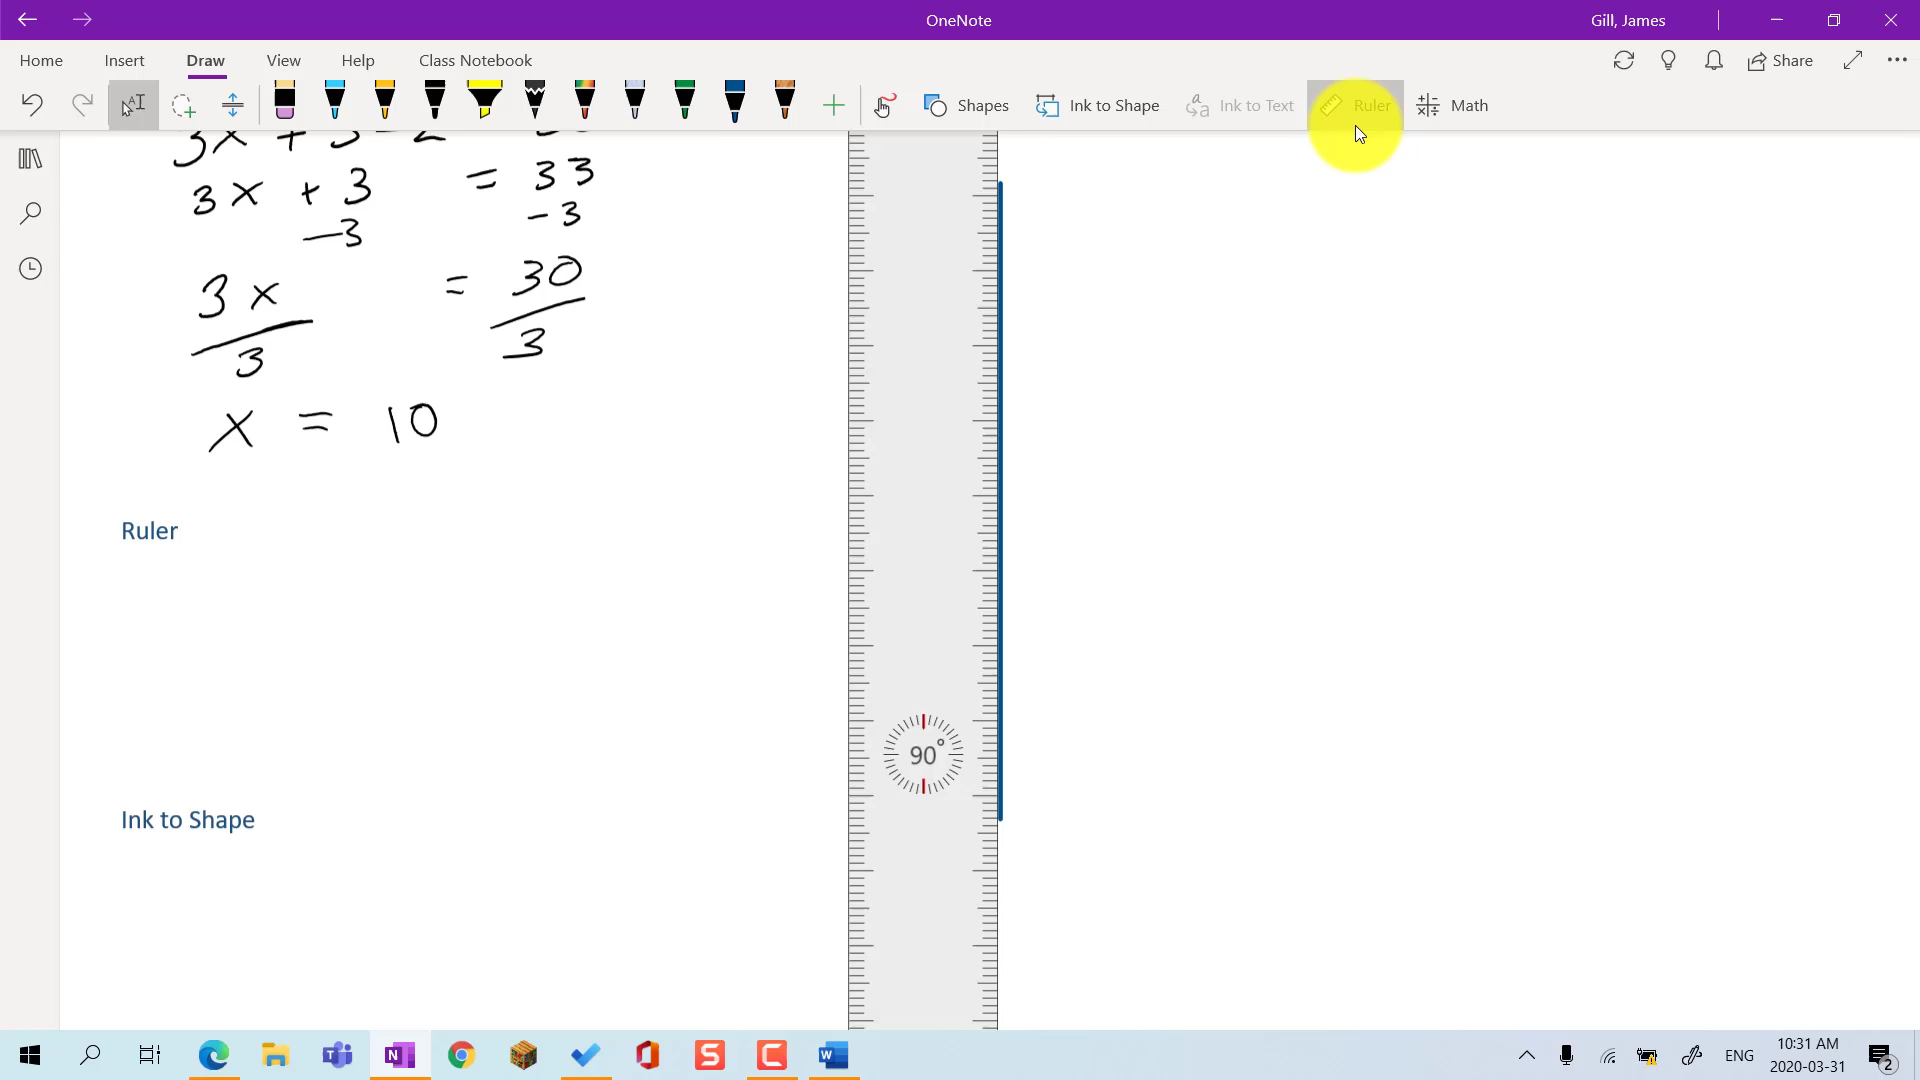 OneNote
Gill, James
Home Insert Draw View Help Class Notebook
Share
Shapes Ink to Shape Ink to Text Ruler Math
3x + 3 = 33
-3 -3
3x = 30
3 3
x = 10
Ruler
90°
Ink to Shape
ENG
10:31 AM
2020-03-31
2